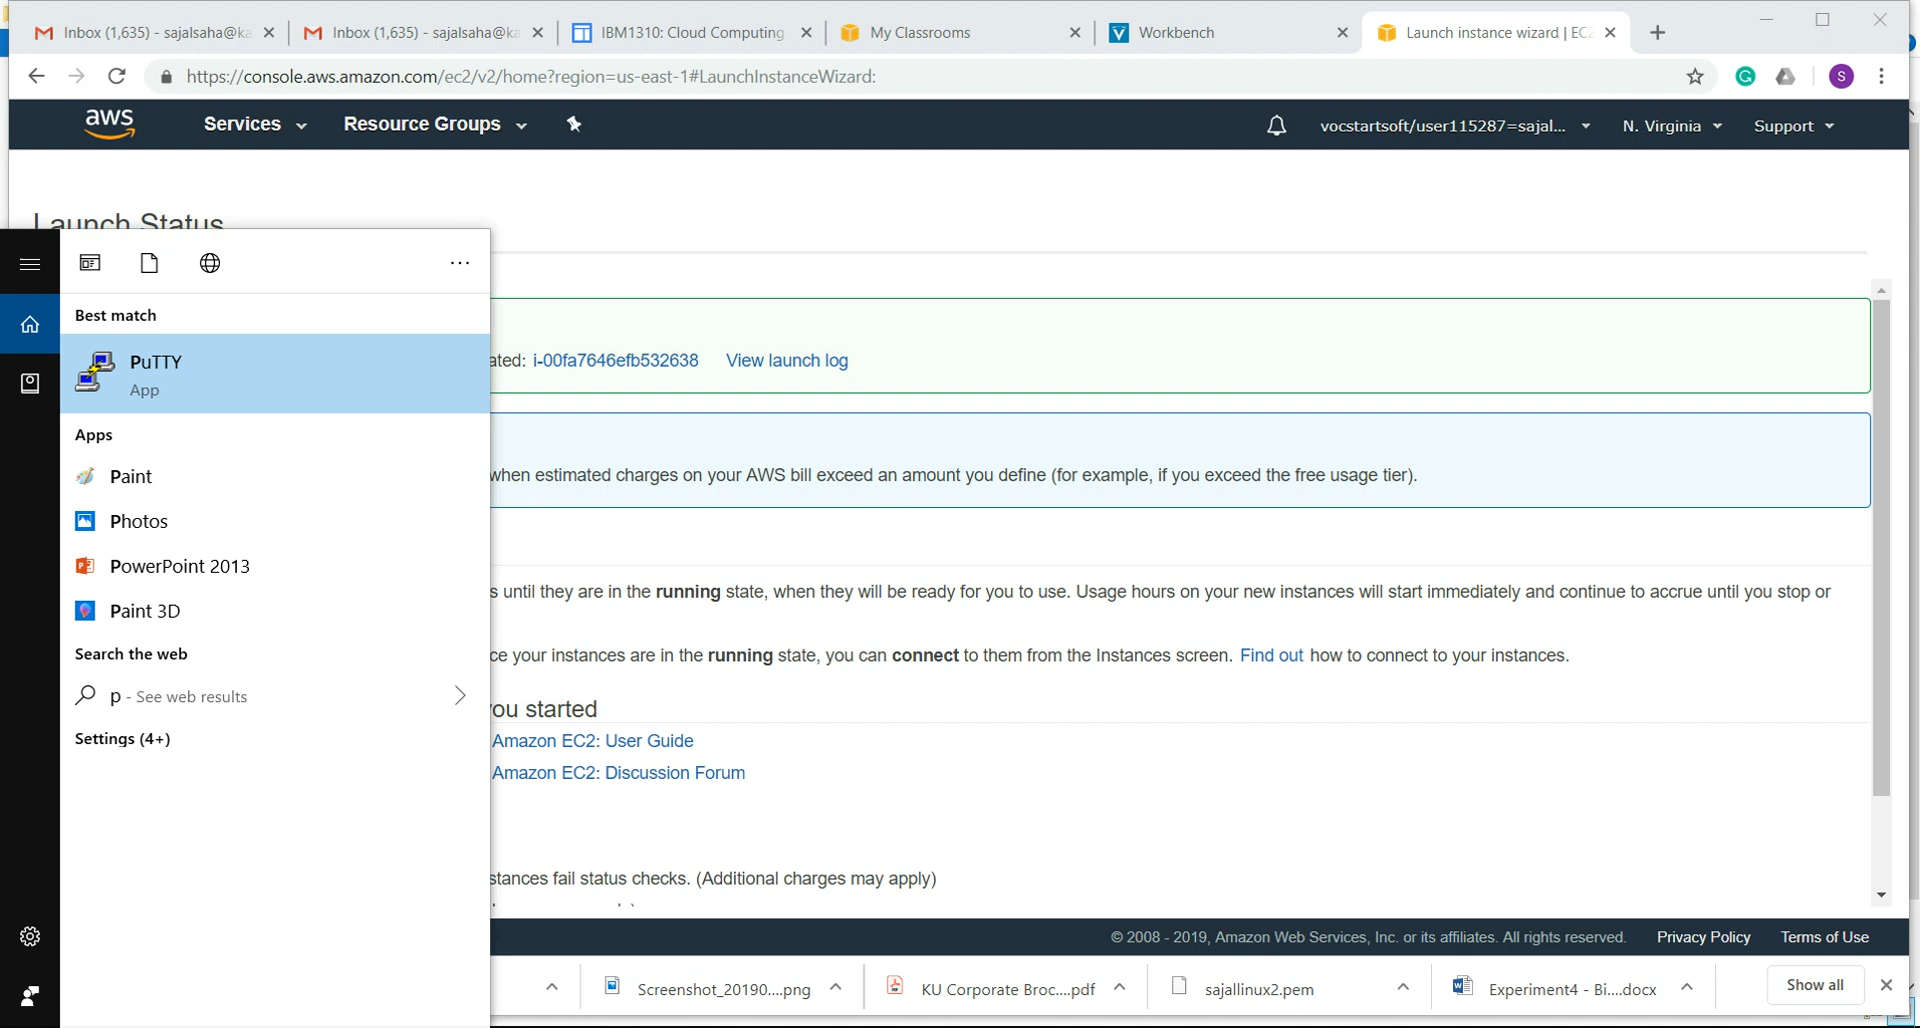 Inbox (1,635) - sajalsaha@ka
Inbox (1,635) - sajalsaha@ka
IBM1310: Cloud Computing
My Classrooms
Workbench
Launch instance wizard | EC2
https://console.aws.amazon.com/ec2/v2/home?region=us-east-1#LaunchInstanceWizard:
S
aws
Services
Resource Groups
vocstartsoft/user115287=sajal...
N. Virginia
Support
Launch Status
Best match
PuTTY
App
ated: i-00fa7646efb532638 View launch log
Apps
Paint
when estimated charges on your AWS bill exceed an amount you define (for example, if you exceed the free usage tier).
Photos
PowerPoint 2013
s until they are in the running state, when they will be ready for you to use. Usage hours on your new instances will start immediately and continue to accrue until you stop or
Paint 3D
Search the web
ce your instances are in the running state, you can connect to them from the Instances screen. Find out how to connect to your instances.
p - See web results
ou started
Settings (4+)
Amazon EC2: User Guide
Amazon EC2: Discussion Forum
stances fail status checks. (Additional charges may apply)
© 2008 - 2019, Amazon Web Services, Inc. or its affiliates. All rights reserved.
Privacy Policy
Terms of Use
Screenshot_20190....png
KU Corporate Broc....pdf
sajallinux2.pem
Experiment4 - Bi....docx
Show all